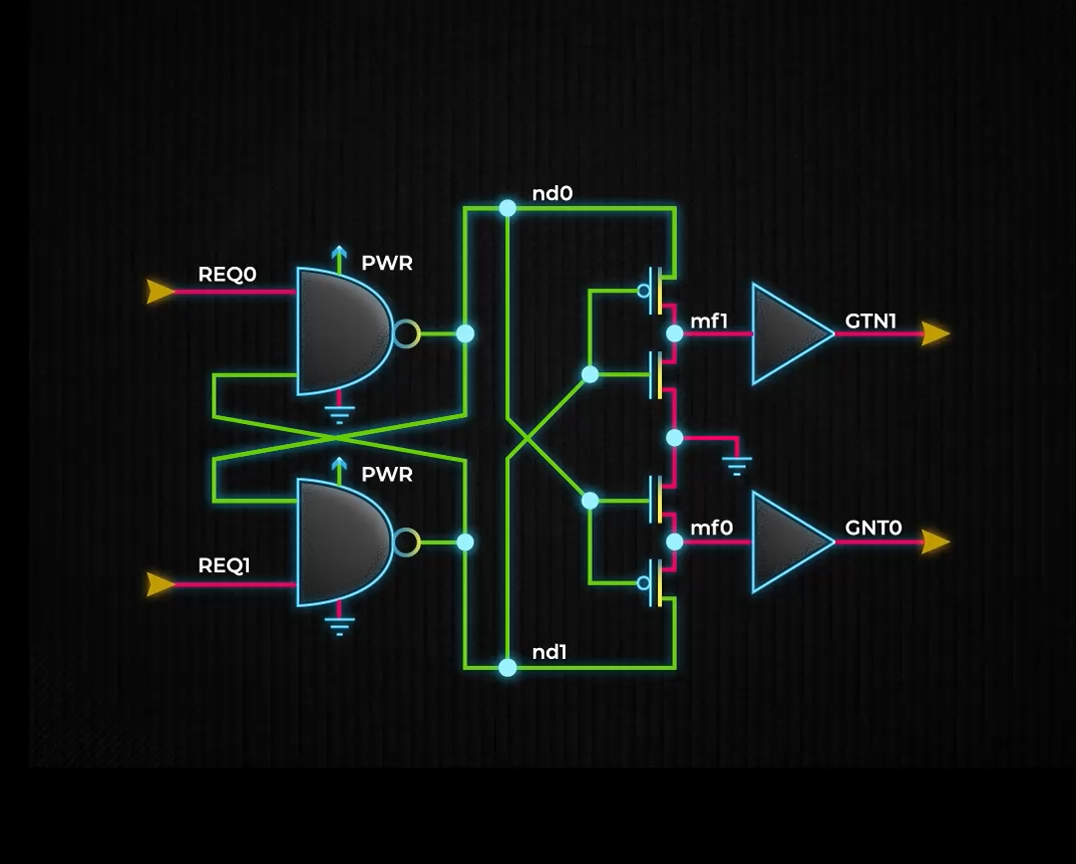 nd0
PWR
REQ0
mf1
GTN1
PWR
mf0
GNT0
REQ1
nd1